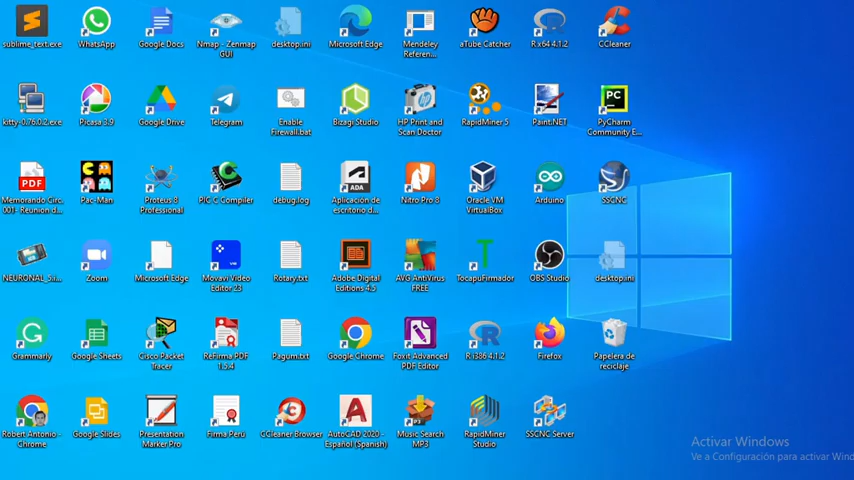 sublime_text.exe
WhatsApp
Google Docs
Nmap - Zenmap
GUI
desktop.ini
Microsoft Edge
Mendeley
Referen...
aTube Catcher
R x64 4.1.2
CCleaner
kitty-0.76.0.2.exe
Picasa 3.9
Google Drive
Telegram
Enable
Firewall.bat
Bizagi Studio
HP Print and
Scan Doctor
RapidMiner 5
Paint.NET
PyCharm
Community E...
PDF
Memorando Circ.
001- Reunion d...
Pac-Man
Proteus 8
Professional
PIC C Compiler
debug.log
ADA
Aplicación de
escritorio d...
Nitro Pro 8
Oracle VM
VirtualBox
Arduino
SSCNC
Zoom
Microsoft Edge
Movavi Video
Editor 23
Rotary.txt
Adobe Digital
Editions 4.5
AVG AntiVirus
FREE
TocapuFirmador
OBS Studio
desktop.ini
Grammarly
Google Sheets
Cisco Packet
Tracer
ReFirma PDF
1.5.4
Pagum.txt
Google Chrome
Foxit Advanced
PDF Editor
R i386 4.1.2
Firefox
Papelera de
reciclaje
Robert Antonio -
Chrome
Google Slides
Presentation
Marker Pro
Firma Peru
CCleaner Browser
AutoCAD 2020 -
Español (Spanish)
Music Search
MP3
RapidMiner
Studio
SSCNC Server
Activar Windows
Ve a Configuración para activar Wind